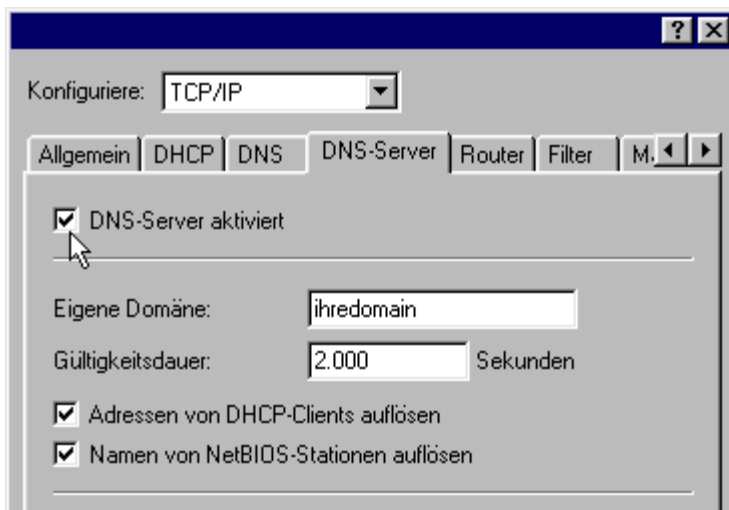 Konfiguriere: TCP/IP
Allgemein DHCP DNS DNS-Server Router Filter
DNS-Server aktiviert
Eigene Domäne: ihredomain
Gültigkeitsdauer: 2.000 Sekunden
Adressen von DHCP-Clients auflösen
Namen von NetBIOS-Stationen auflösen